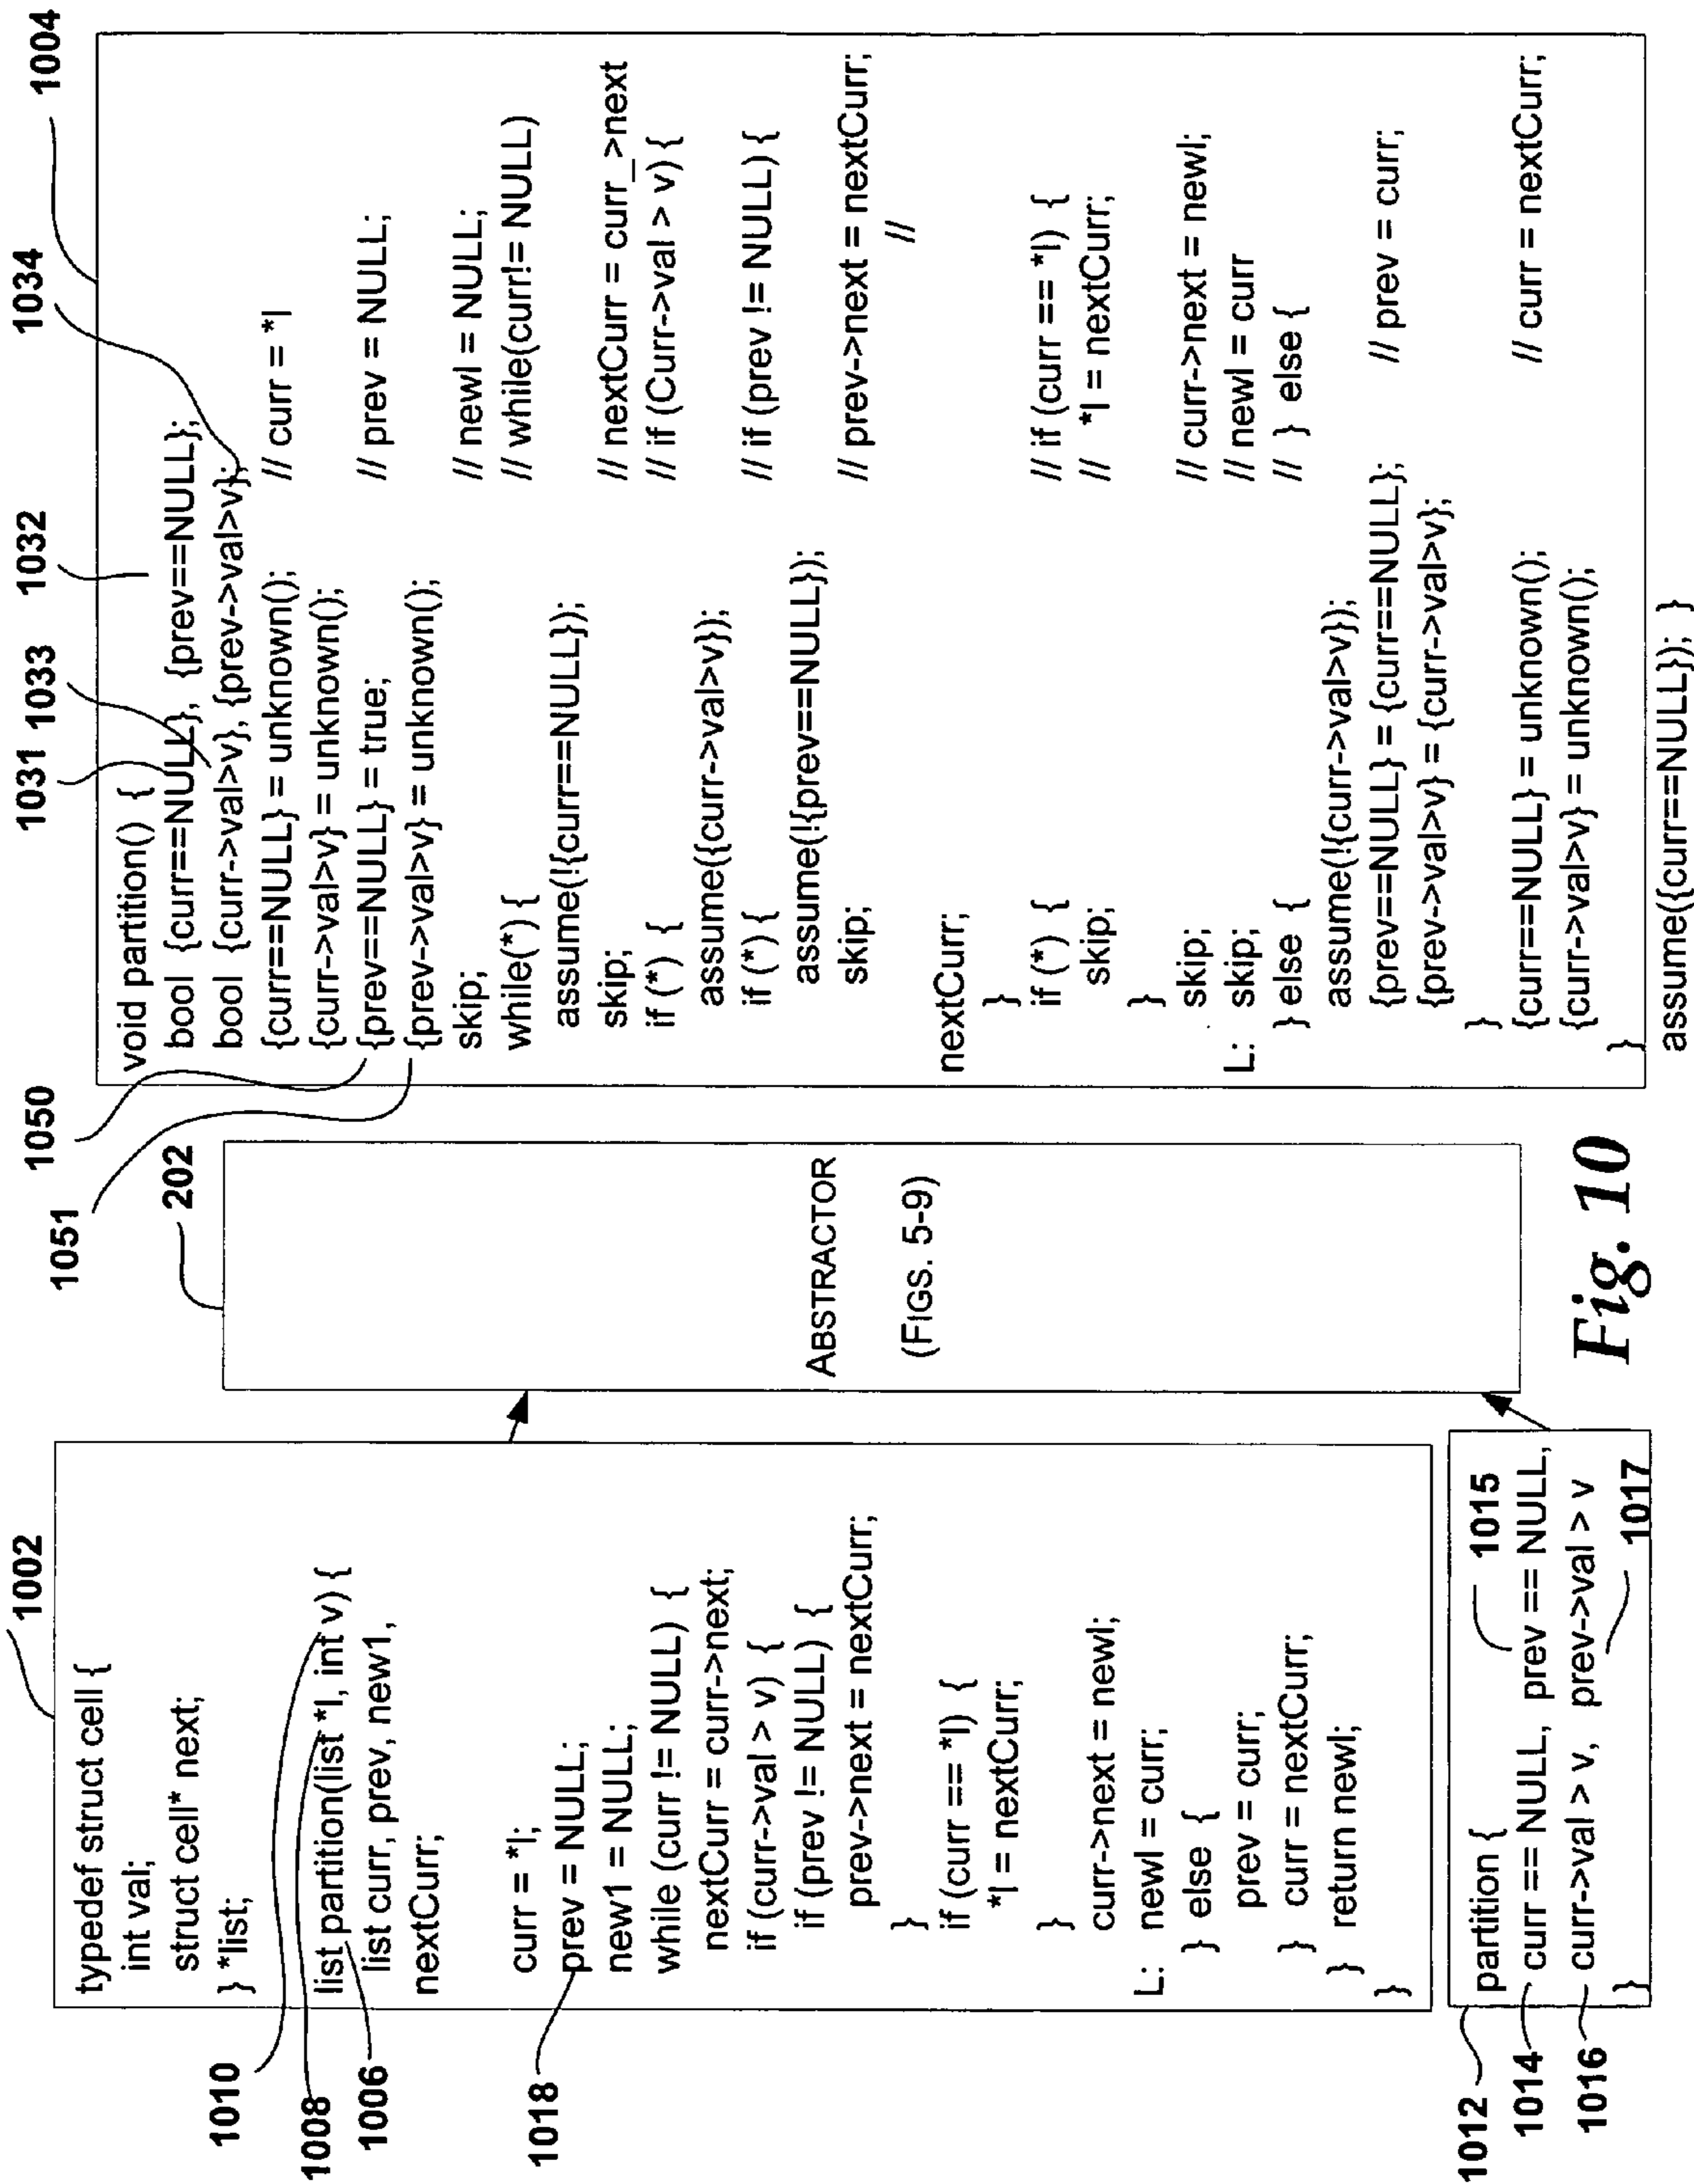 1002
typedef struct cell {
int val;
struct cell* next;
} *list;
1010
1008
1006
list partition(list *l, int v) {
list curr, prev, new1,
nextCurr;
curr = *l;
1018
prev = NULL;
new1 = NULL;
while (curr != NULL) {
nextCurr = curr->next;
if (curr->val > v) {
if (prev != NULL) {
prev->next = nextCurr;
}
if (curr == *l) {
*l = nextCurr;
}
curr->next = newl;
L: newl = curr;
} else {
prev = curr;
} curr = nextCurr;
} return newl;
}
1012
partition {
1015
1014
curr == NULL, prev == NULL,
1016
curr->val > v, prev->val > v
1017
}
202
ABSTRACTOR
(FIGS. 5-9)
1004
1031
1032
1033
1034
1050
1051
void partition() {
bool {curr==NULL}, {prev==NULL};
bool {curr->val>v}, {prev->val>v};
{curr==NULL} = unknown(); // curr = *l
{curr->val>v} = unknown();
{prev==NULL} = true; // prev = NULL;
{prev->val>v} = unknown();
skip; // newl = NULL;
while(*) { // while(curr!= NULL)
assume(!{curr==NULL});
skip; // nextCurr = curr_>next
if (*) { // if (Curr->val > v) {
assume({curr->val>v});
if (*) { // if (prev != NULL) {
assume(!{prev==NULL});
skip; // prev->next = nextCurr;
//
nextCurr;
}
if (*) { // if (curr == *l) {
skip; // *l = nextCurr;
}
skip; // curr->next = newl;
L: skip; // newl = curr
} else { // } else {
assume(!{curr->val>v});
{prev==NULL} = {curr==NULL}; // prev = curr;
{prev->val>v} = {curr->val>v};
}
{curr==NULL} = unknown(); // curr = nextCurr;
{curr->val>v} = unknown();
}
assume({curr==NULL}); }
Fig. 10